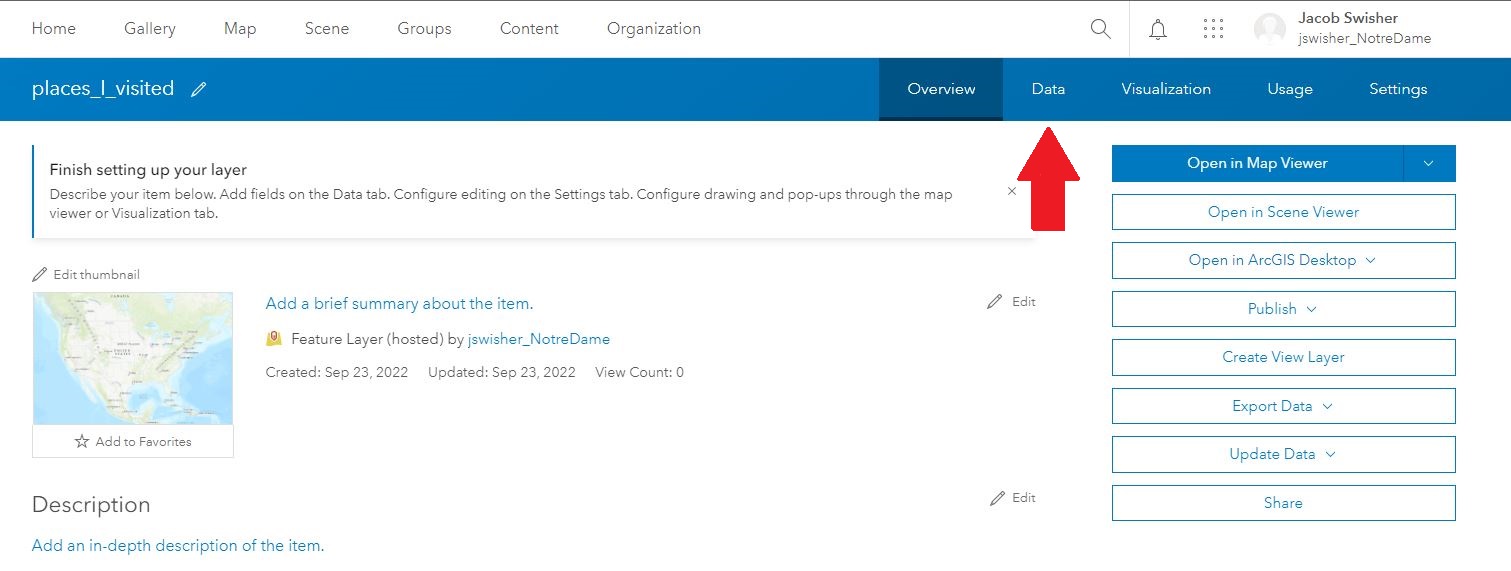 Home Gallery Map Scene Groups Content Organization
Jacob Swisher
jswisher_NotreDame
places_I_visited
Overview Data Visualization Usage Settings
Finish setting up your layer
Describe your item below. Add fields on the Data tab. Configure editing on the Settings tab. Configure drawing and pop-ups through the map
viewer or Visualization tab.
Edit thumbnail
Add a brief summary about the item.
Edit
Feature Layer (hosted) by jswisher_NotreDame
Created: Sep 23, 2022 Updated: Sep 23, 2022 View Count: 0
CANADA
UNITED
STATES
Add to Favorites
Description
Edit
Add an in-depth description of the item.
Open in Map Viewer
Open in Scene Viewer
Open in ArcGIS Desktop
Publish
Create View Layer
Export Data
Update Data
Share